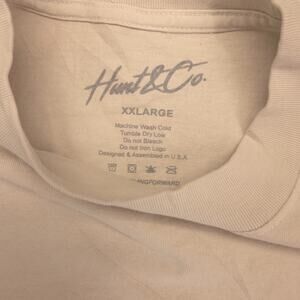 Hunt&Co.
XXLARGE
Machine Wash Cold
Tumble Dry Low
Do not Bleach
Do not Iron Logo
Designed & Assembled in U.S.A